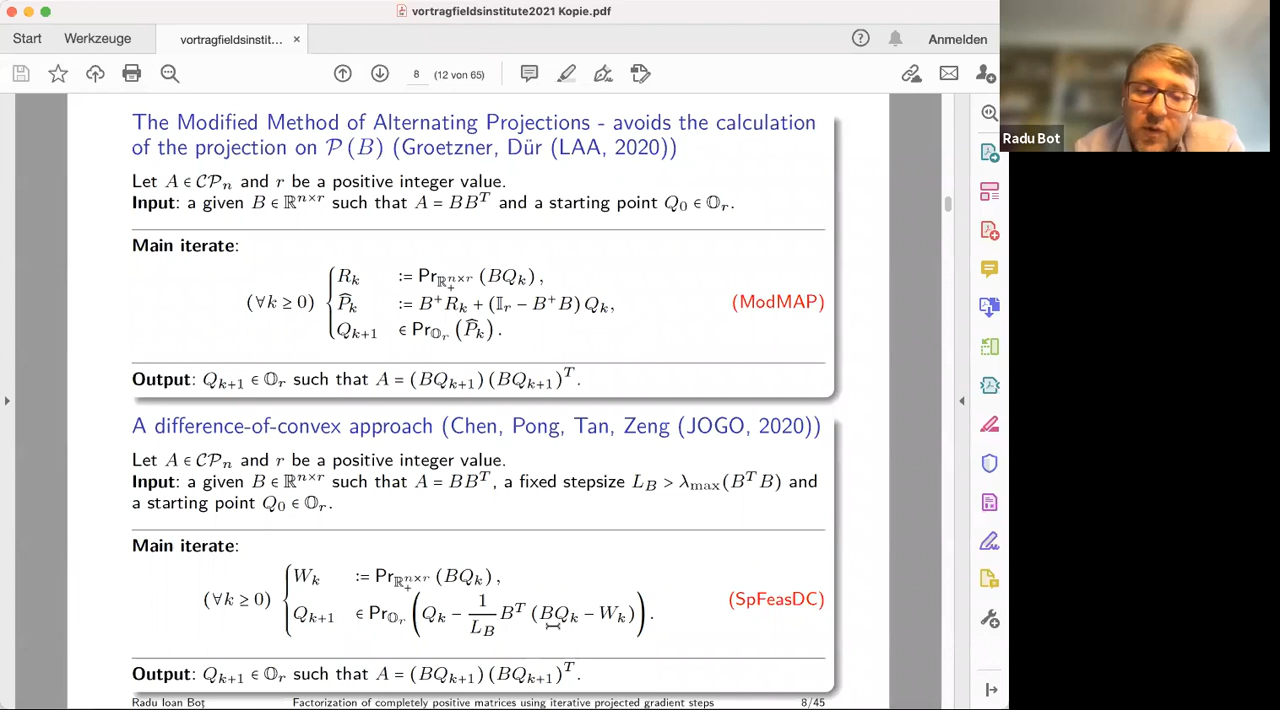 vortragfieldsinstitute2021 Kopie.pdf
Start Werkzeuge vortragfieldsinstit... × Anmelden
8 (12 von 65)
Radu Bot
The Modified Method of Alternating Projections - avoids the calculation
of the projection on 𝒫(B) (Groetzner, Dür (LAA, 2020))
Let A ∈ 𝒞𝒫ₙ and r be a positive integer value.
Input: a given B ∈ ℝ^{n×r} such that A = BB^T and a starting point Q₀ ∈ 𝕆_r.
Main iterate:
(∀k ≥ 0) { R_k := Pr_{ℝ₊^{n×r}} (BQ_k),
P̂_k := B⁺R_k + (𝕀_r − B⁺B) Q_k, (ModMAP)
Q_{k+1} ∈ Pr_{𝕆_r} (P̂_k).
Output: Q_{k+1} ∈ 𝕆_r such that A = (BQ_{k+1}) (BQ_{k+1})^T.
A difference-of-convex approach (Chen, Pong, Tan, Zeng (JOGO, 2020))
Let A ∈ 𝒞𝒫ₙ and r be a positive integer value.
Input: a given B ∈ ℝ^{n×r} such that A = BB^T, a fixed stepsize L_B > λ_max(B^T B) and
a starting point Q₀ ∈ 𝕆_r.
Main iterate:
(∀k ≥ 0) { W_k := Pr_{ℝ₊^{n×r}} (BQ_k),
Q_{k+1} ∈ Pr_{𝕆_r} (Q_k − 1/L_B B^T (BQ_k − W_k)). (SpFeasDC)
Output: Q_{k+1} ∈ 𝕆_r such that A = (BQ_{k+1}) (BQ_{k+1})^T.
Radu Ioan Boț Factorization of completely positive matrices using iterative projected gradient steps 8/45